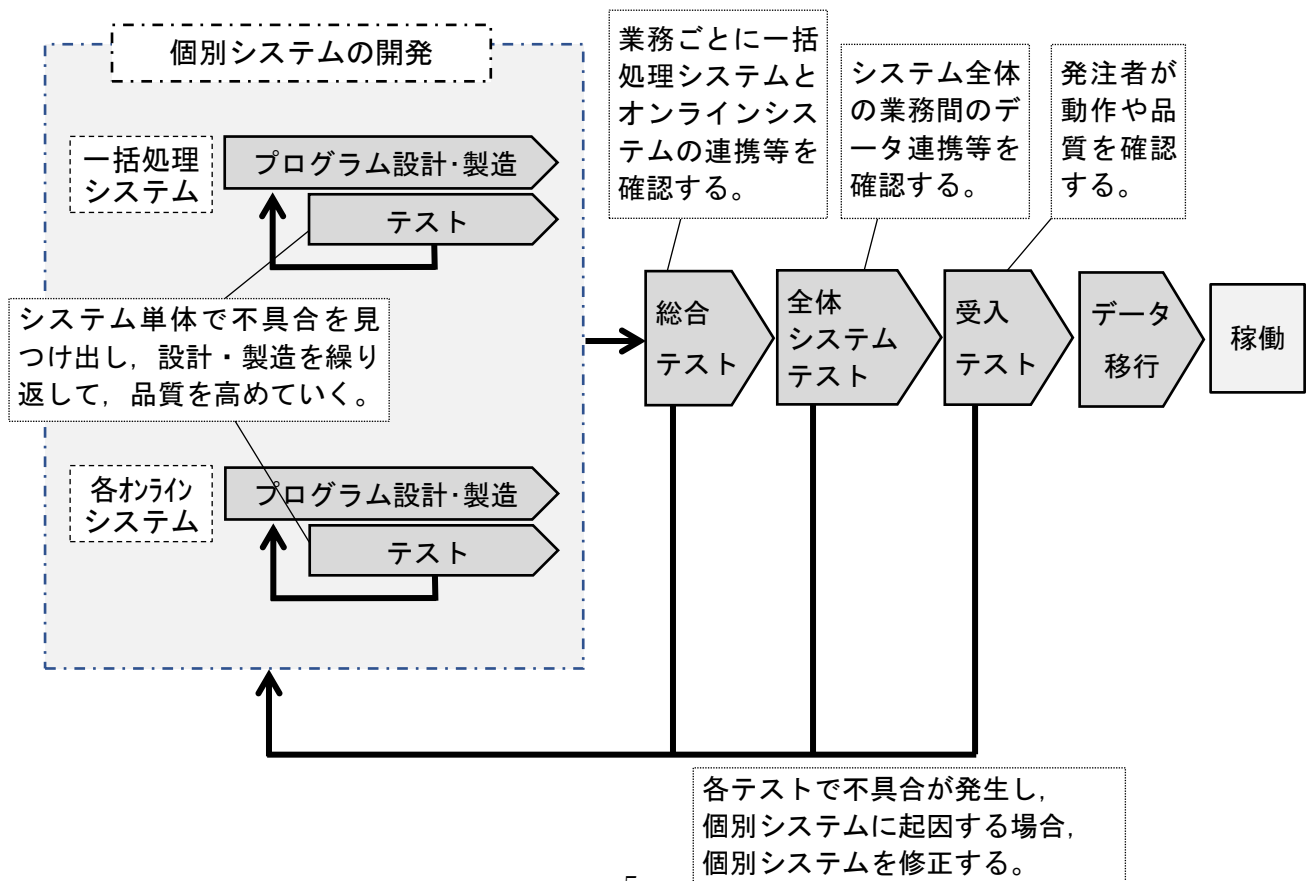 個別システムの開発
業務ごとに一括
処理システムと
オンラインシス
テムの連携等を
確認する。
システム全体
の業務間のデ
ータ連携等を
確認する。
発注者が
動作や品
質を確認
する。
一括処理
システム
プログラム設計・製造
テスト
システム単体で不具合を見
つけ出し，設計・製造を繰り
返して，品質を高めていく。
総合
テスト
全体
システム
テスト
受入
テスト
データ
移行
稼働
各ｵﾝﾗｲﾝ
システム
プログラム設計・製造
テスト
各テストで不具合が発生し，
個別システムに起因する場合，
個別システムを修正する。